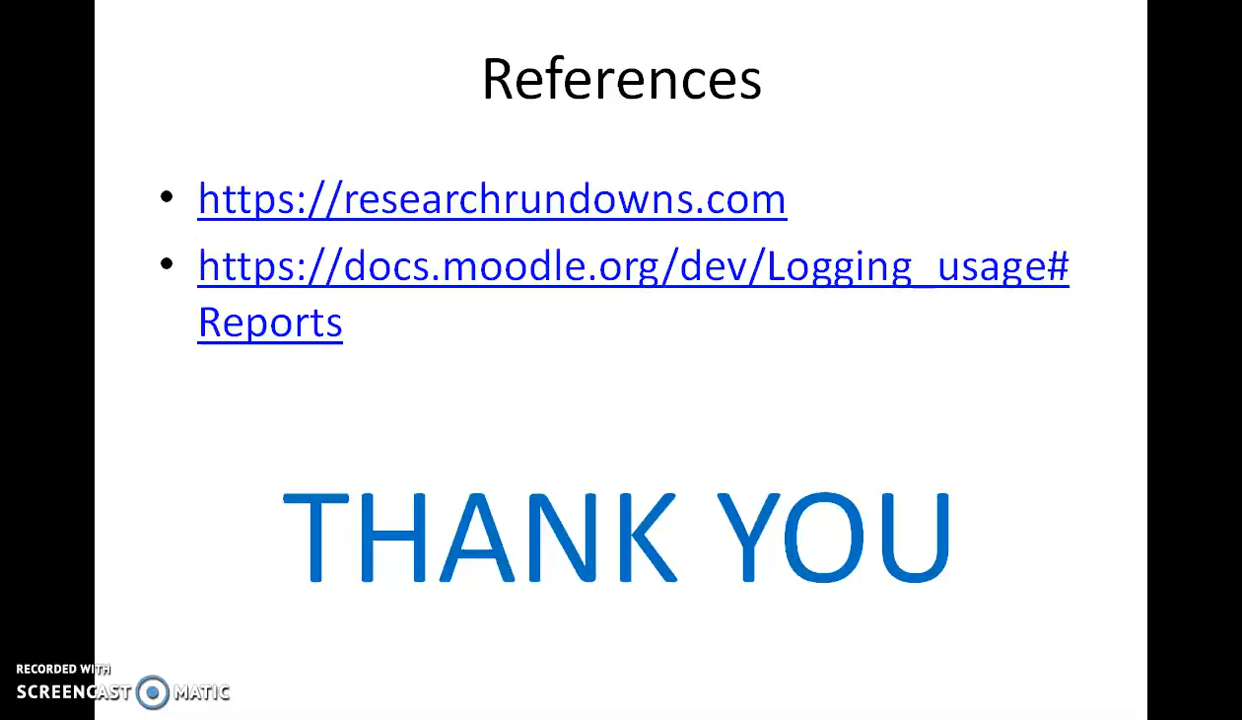 References
• https://researchrundowns.com
• https://docs.moodle.org/dev/Logging_usage#
Reports
THANK YOU
RECORDED WITH
SCREENCAST MATIC